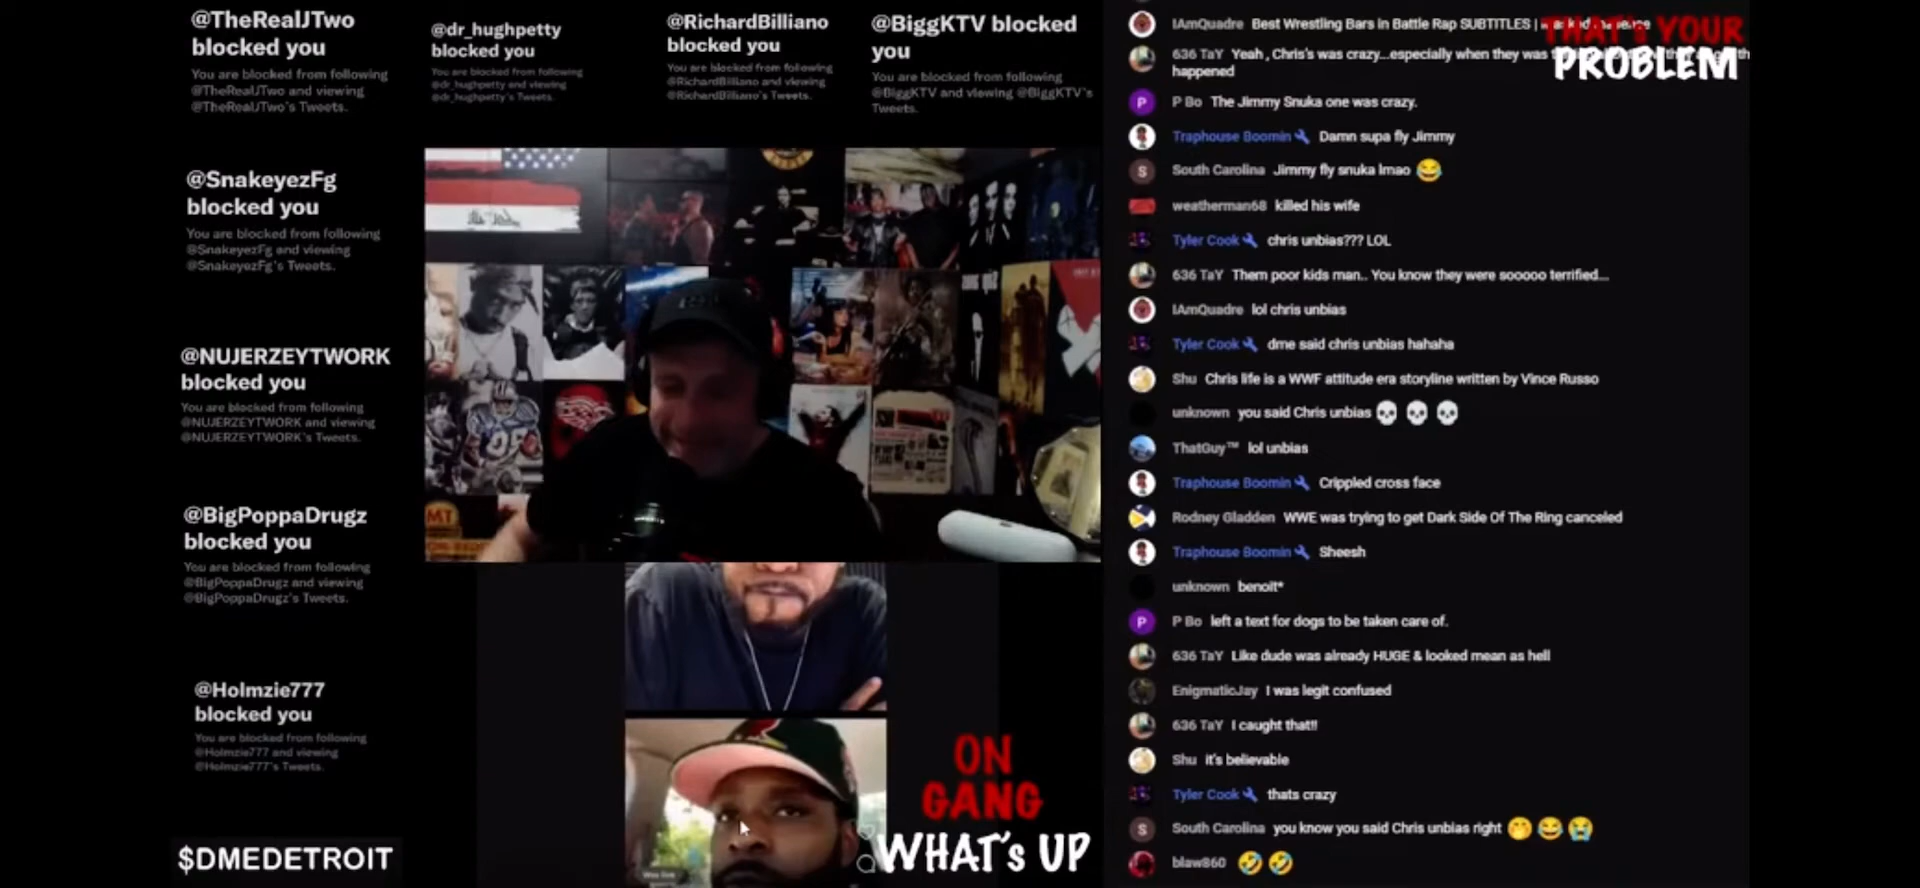 @TheRealJTwo
blocked you
You are blocked from following
@TheRealJTwo and viewing
@TheRealJTwo's Tweets.
@dr_hughpetty
blocked you
You are blocked from following
@dr_hughpetty and viewing
@dr_hughpetty's Tweets.
@RichardBilliano
blocked you
You are blocked from following
@RichardBilliano and viewing
@RichardBilliano's Tweets.
@BiggKTV blocked
you
You are blocked from following
@BiggKTV and viewing @BiggKTV's
Tweets.
@SnakeyezFg
blocked you
You are blocked from following
@SnakeyezFg and viewing
@SnakeyezFg's Tweets.
@NUJERZEYTWORK
blocked you
You are blocked from following
@NUJERZEYTWORK and viewing
@NUJERZEYTWORK's Tweets.
@BigPoppaDrugz
blocked you
You are blocked from following
@BigPoppaDrugz and viewing
@BigPoppaDrugz's Tweets.
@Holmzie777
blocked you
You are blocked from following
@Holmzie777 and viewing
@Holmzie777's Tweets.
$DMEDETROIT
ON
GANG
WHAT's UP
THAT'S YOUR
PROBLEM
IAmQuadre Best Wrestling Bars in Battle Rap SUBTITLES |
636 TaY Yeah , Chris's was crazy...especially when they was
happened
P Bo The Jimmy Snuka one was crazy.
Traphouse Boomin Damn supa fly Jimmy
South Carolina Jimmy fly snuka lmao 😂
weatherman68 killed his wife
Tyler Cook chris unbias??? LOL
636 TaY Them poor kids man.. You know they were sooooo terrified...
IAmQuadre lol chris unbias
Tyler Cook dme said chris unbias hahaha
Shu Chris life is a WWF attitude era storyline written by Vince Russo
unknown you said Chris unbias 💀 💀 💀
ThatGuy™ lol unbias
Traphouse Boomin Crippled cross face
Rodney Gladden WWE was trying to get Dark Side Of The Ring canceled
Traphouse Boomin Sheesh
unknown benoit*
P Bo left a text for dogs to be taken care of.
636 TaY Like dude was already HUGE & looked mean as hell
EnigmaticJay I was legit confused
636 TaY I caught that!!
Shu it's believable
Tyler Cook thats crazy
South Carolina you know you said Chris unbias right 🤭 😂 😭
blaw860 🤣 🤣